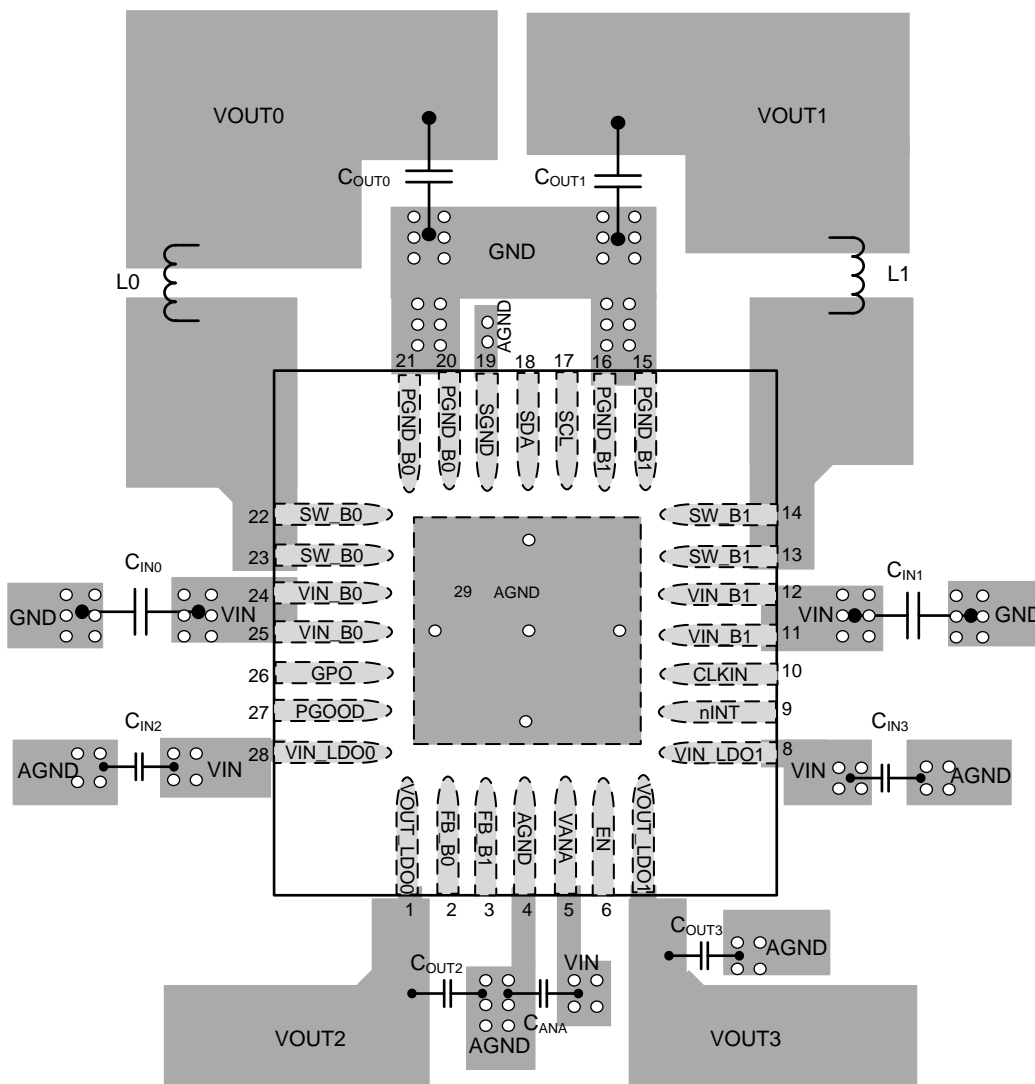 VOUT0
VOUT1
COUT0
COUT1
GND
L0
L1
AGND
21
20
19
18
17
16
15
PGND_B0
PGND_B0
SGND
SDA
SCL
PGND_B1
PGND_B1
22
SW_B0
SW_B1
14
23
SW_B0
SW_B1
13
CIN0
CIN1
24
VIN_B0
29
AGND
VIN_B1
12
GND
VIN
VIN
GND
25
VIN_B0
VIN_B1
11
26
GPO
CLKIN
10
27
PGOOD
nINT
9
CIN2
CIN3
28
VIN_LDO0
VIN_LDO1
8
AGND
VIN
VIN
AGND
VOUT_LDO0
FB_B0
FB_B1
AGND
VANA
EN
VOUT_LDO1
1
2
3
4
5
6
COUT3
AGND
COUT2
VIN
CANA
VOUT2
AGND
VOUT3